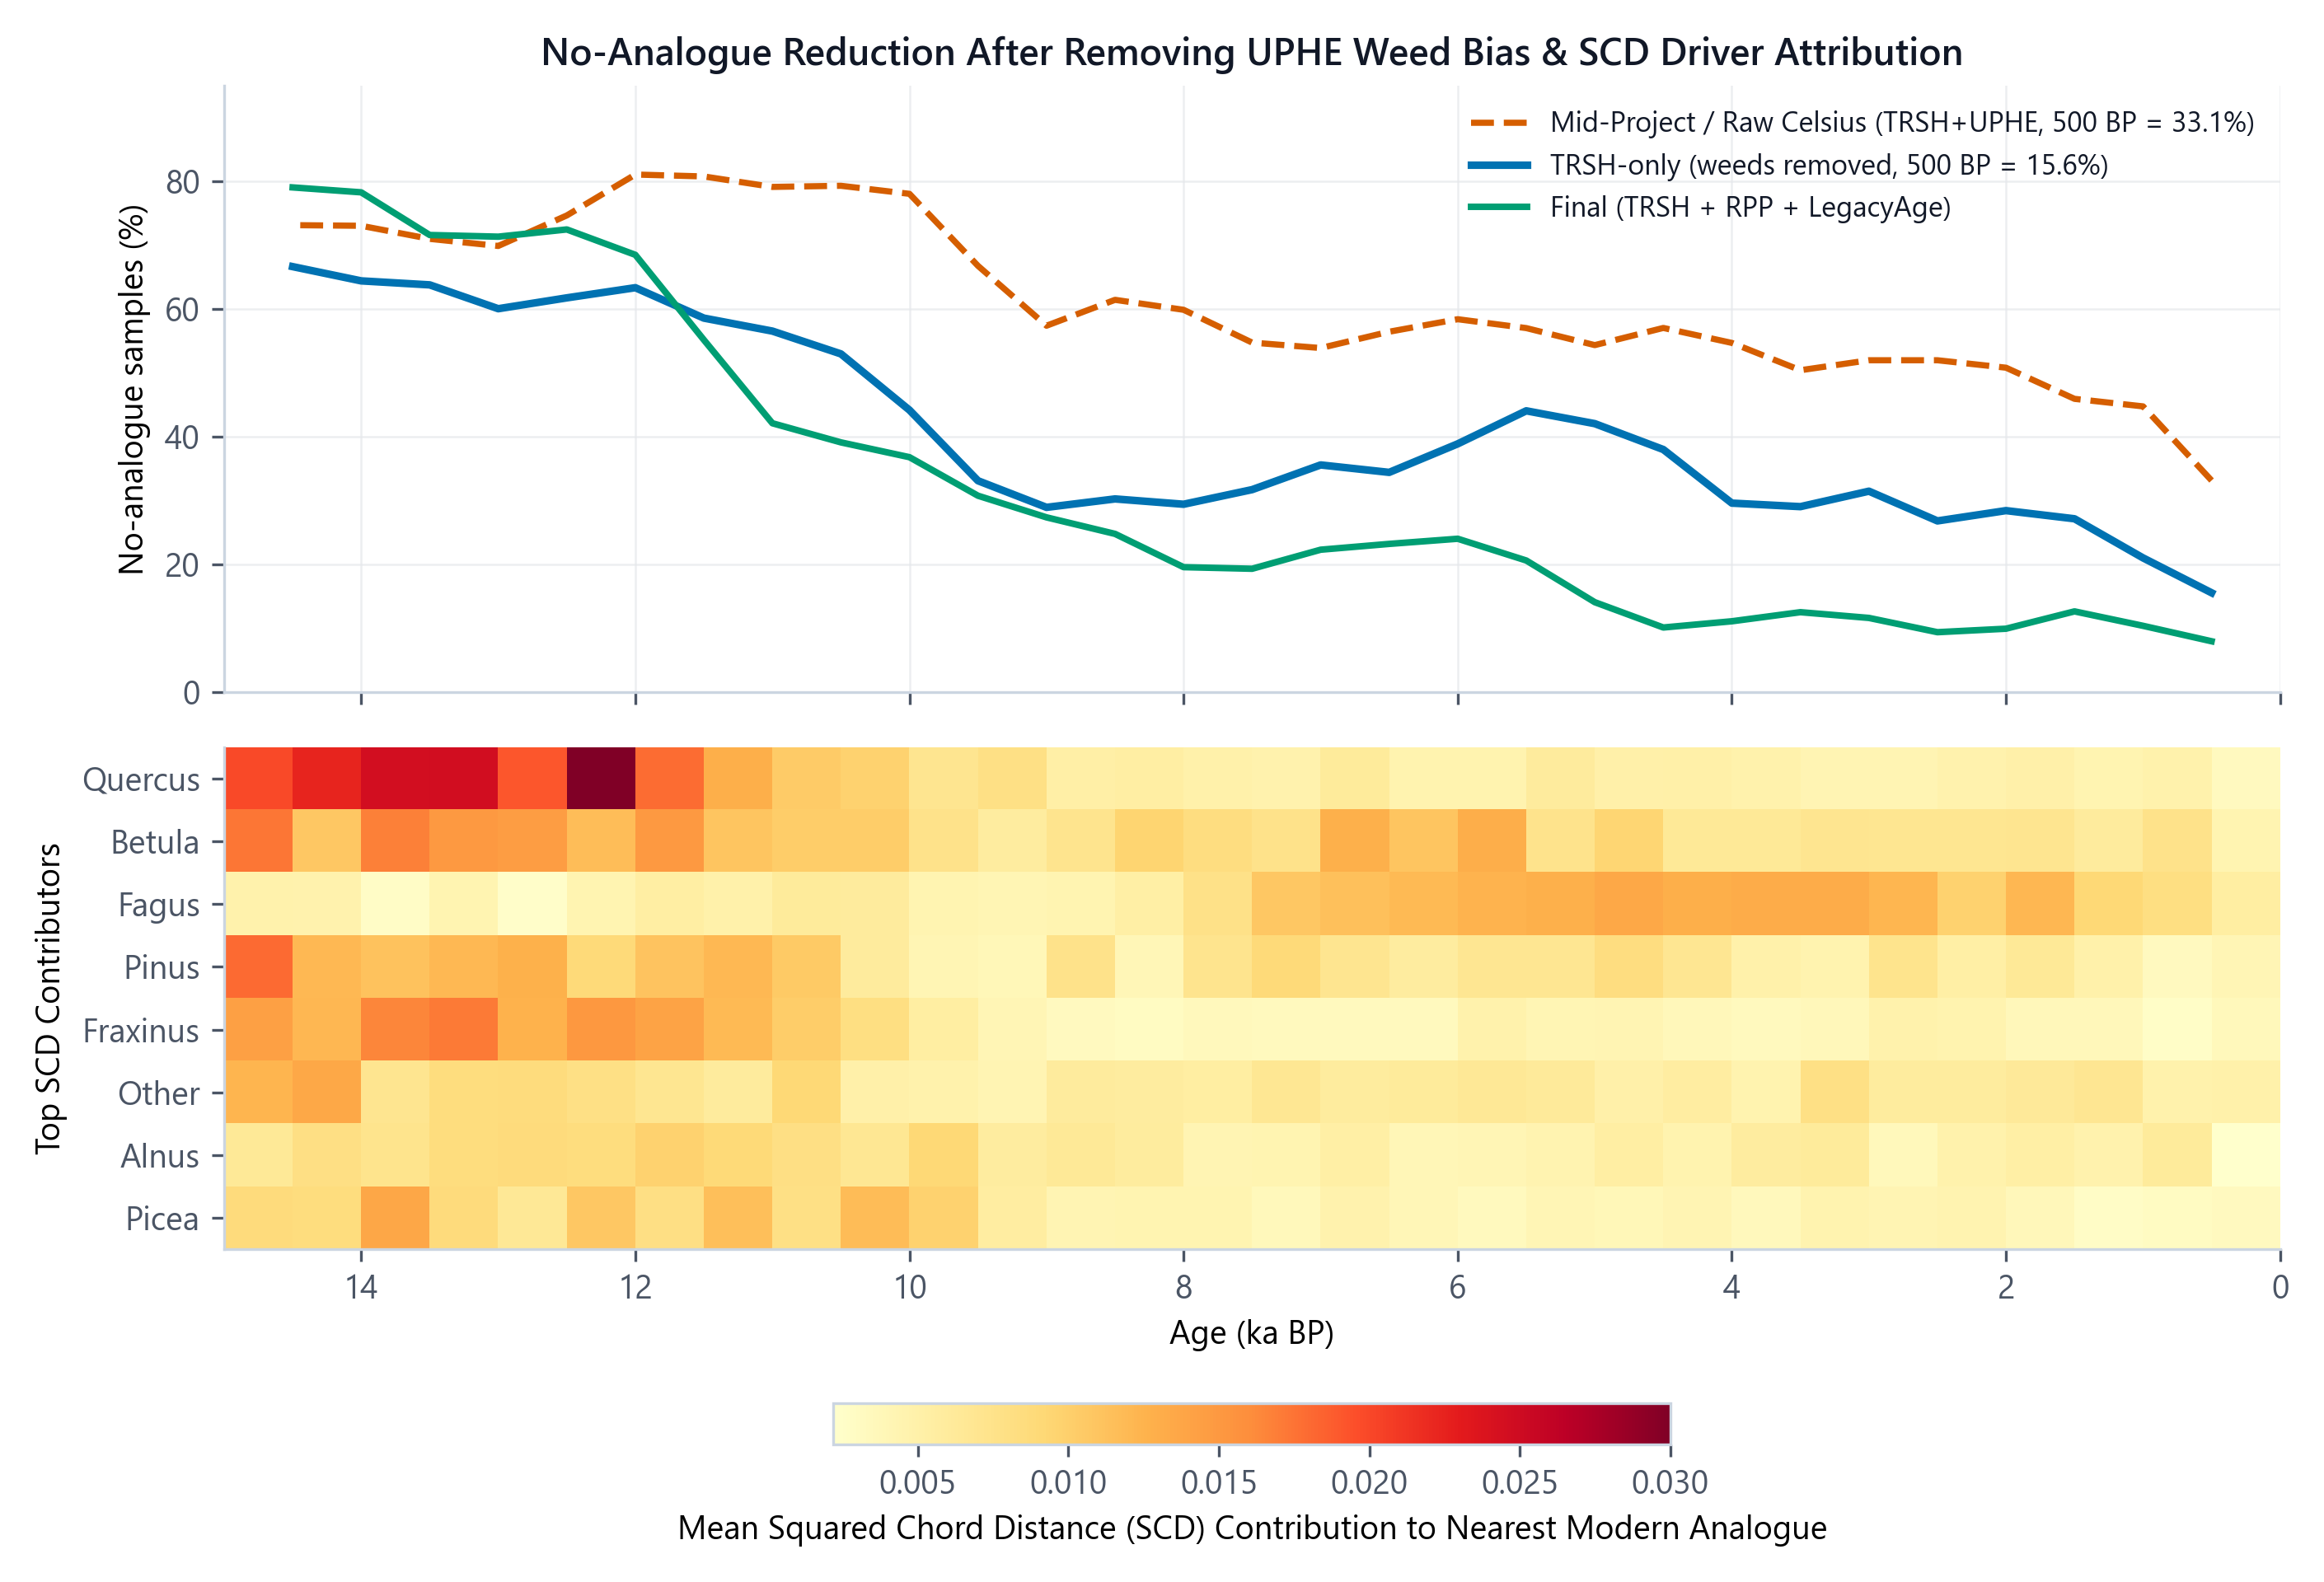 No-Analogue Reduction After Removing UPHE Weed Bias & SCD Driver Attribution
Mid-Project / Raw Celsius (TRSH+UPHE, 500 BP = 33.1%)
TRSH-only (weeds removed, 500 BP = 15.6%)
Final (TRSH + RPP + LegacyAge)
No-analogue samples (%)
80
60
40
20
0
Top SCD Contributors
Quercus
Betula
Fagus
Pinus
Fraxinus
Other
Alnus
Picea
14 12 10 8 6 4 2 0
Age (ka BP)
0.005 0.010 0.015 0.020 0.025 0.030
Mean Squared Chord Distance (SCD) Contribution to Nearest Modern Analogue